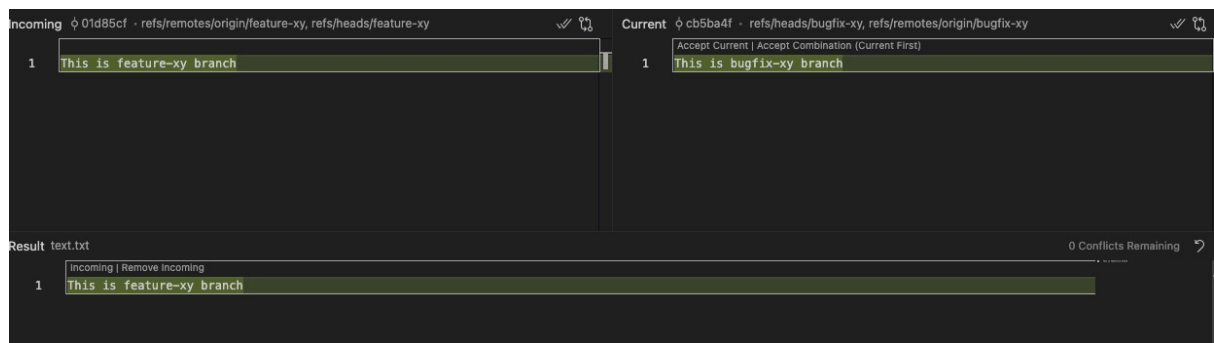 Incoming 01d85cf · refs/remotes/origin/feature-xy, refs/heads/feature-xy
1 This is feature-xy branch
Current cb5ba4f · refs/heads/bugfix-xy, refs/remotes/origin/bugfix-xy
Accept Current | Accept Combination (Current First)
1 This is bugfix-xy branch
Result text.txt
0 Conflicts Remaining
Incoming | Remove Incoming
1 This is feature-xy branch